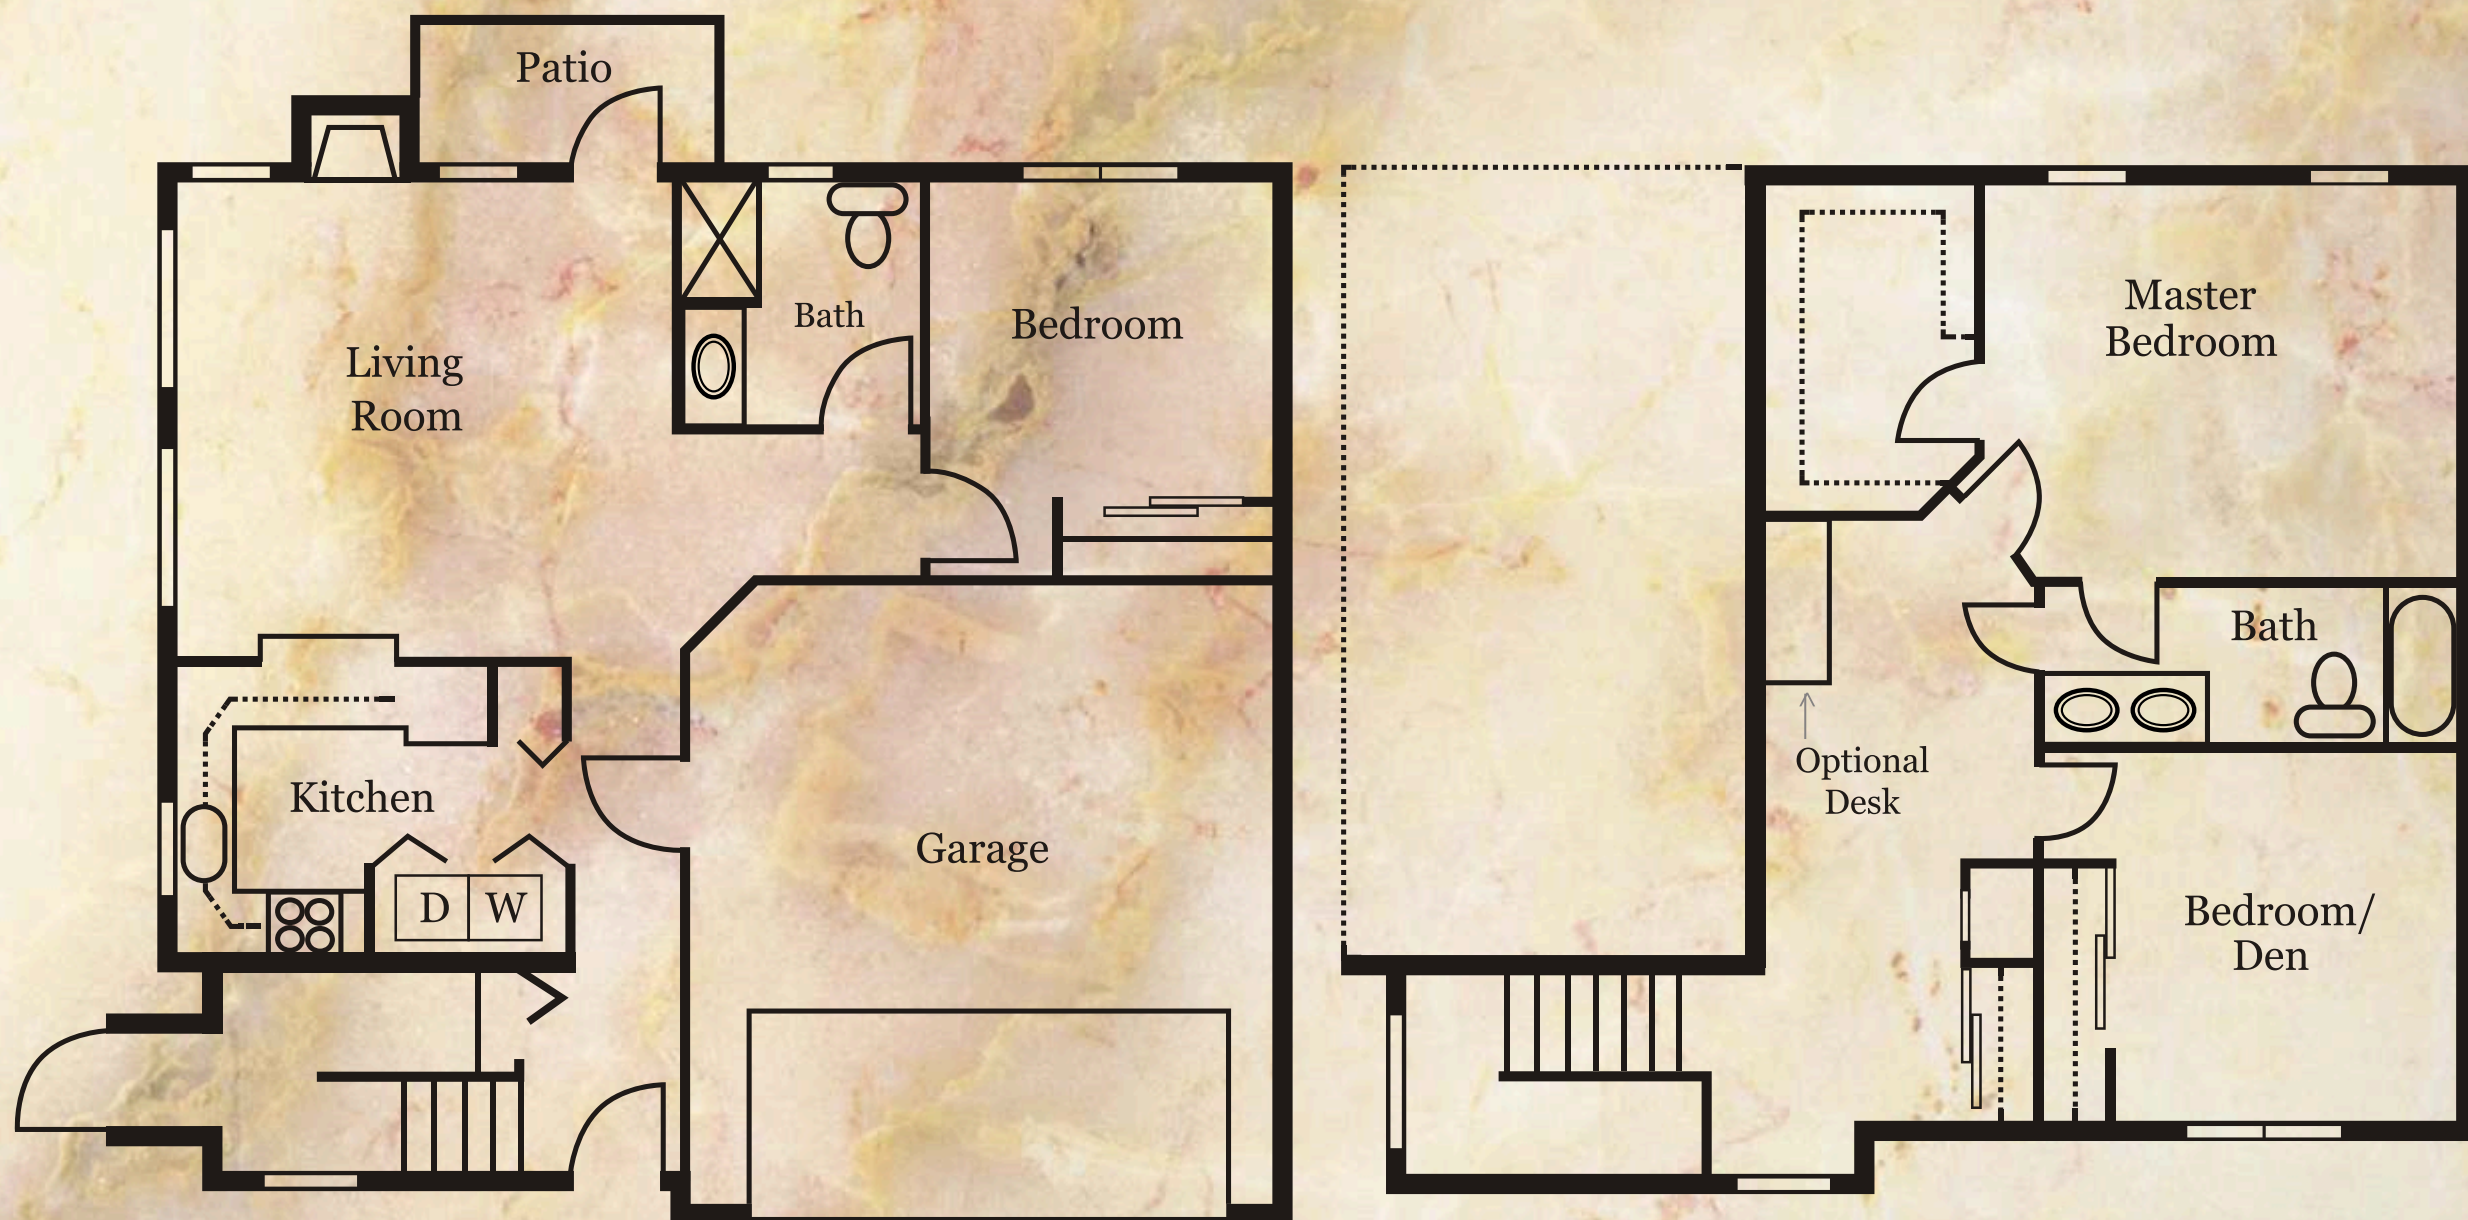 Patio
Living
Room
Bath
Bedroom
Kitchen
D W
Garage
Master
Bedroom
Bath
Optional
Desk
Bedroom/
Den